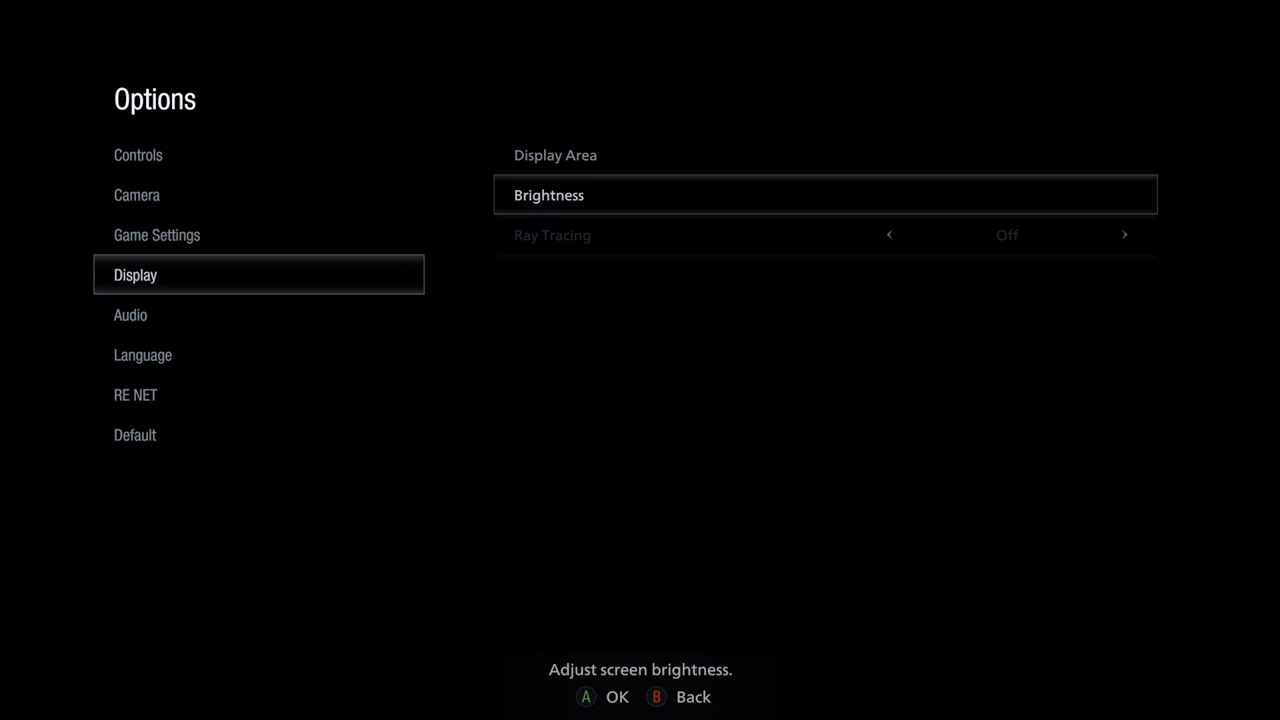 Options
Controls
Camera
Game Settings
Display
Audio
Language
RE NET
Default
Display Area
Brightness
Ray Tracing Off
Adjust screen brightness.
A OK B Back